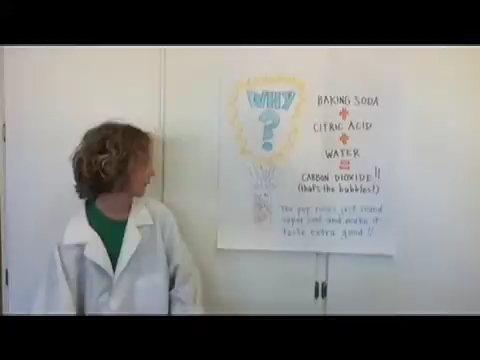 WHY
?
BAKING SODA
+
CITRIC ACID
+
WATER
=
CARBON DIOXIDE!!
(that's the bubbles!)
The pop rocks just sound
super cool and make it
taste extra good!!